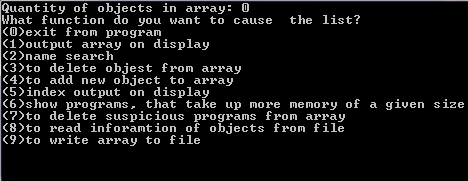 Quantity of objects in array: 0
What function do you want to cause  the list?
(0)exit from program
(1)output array on display
(2)name search
(3)to delete objest from array
(4)to add new object to array
(5)index output on display
(6)show programs, that take up more memory of a given size
(7)to delete suspicious programs from array
(8)to read inforamtion of objects from file
(9)to write array to file